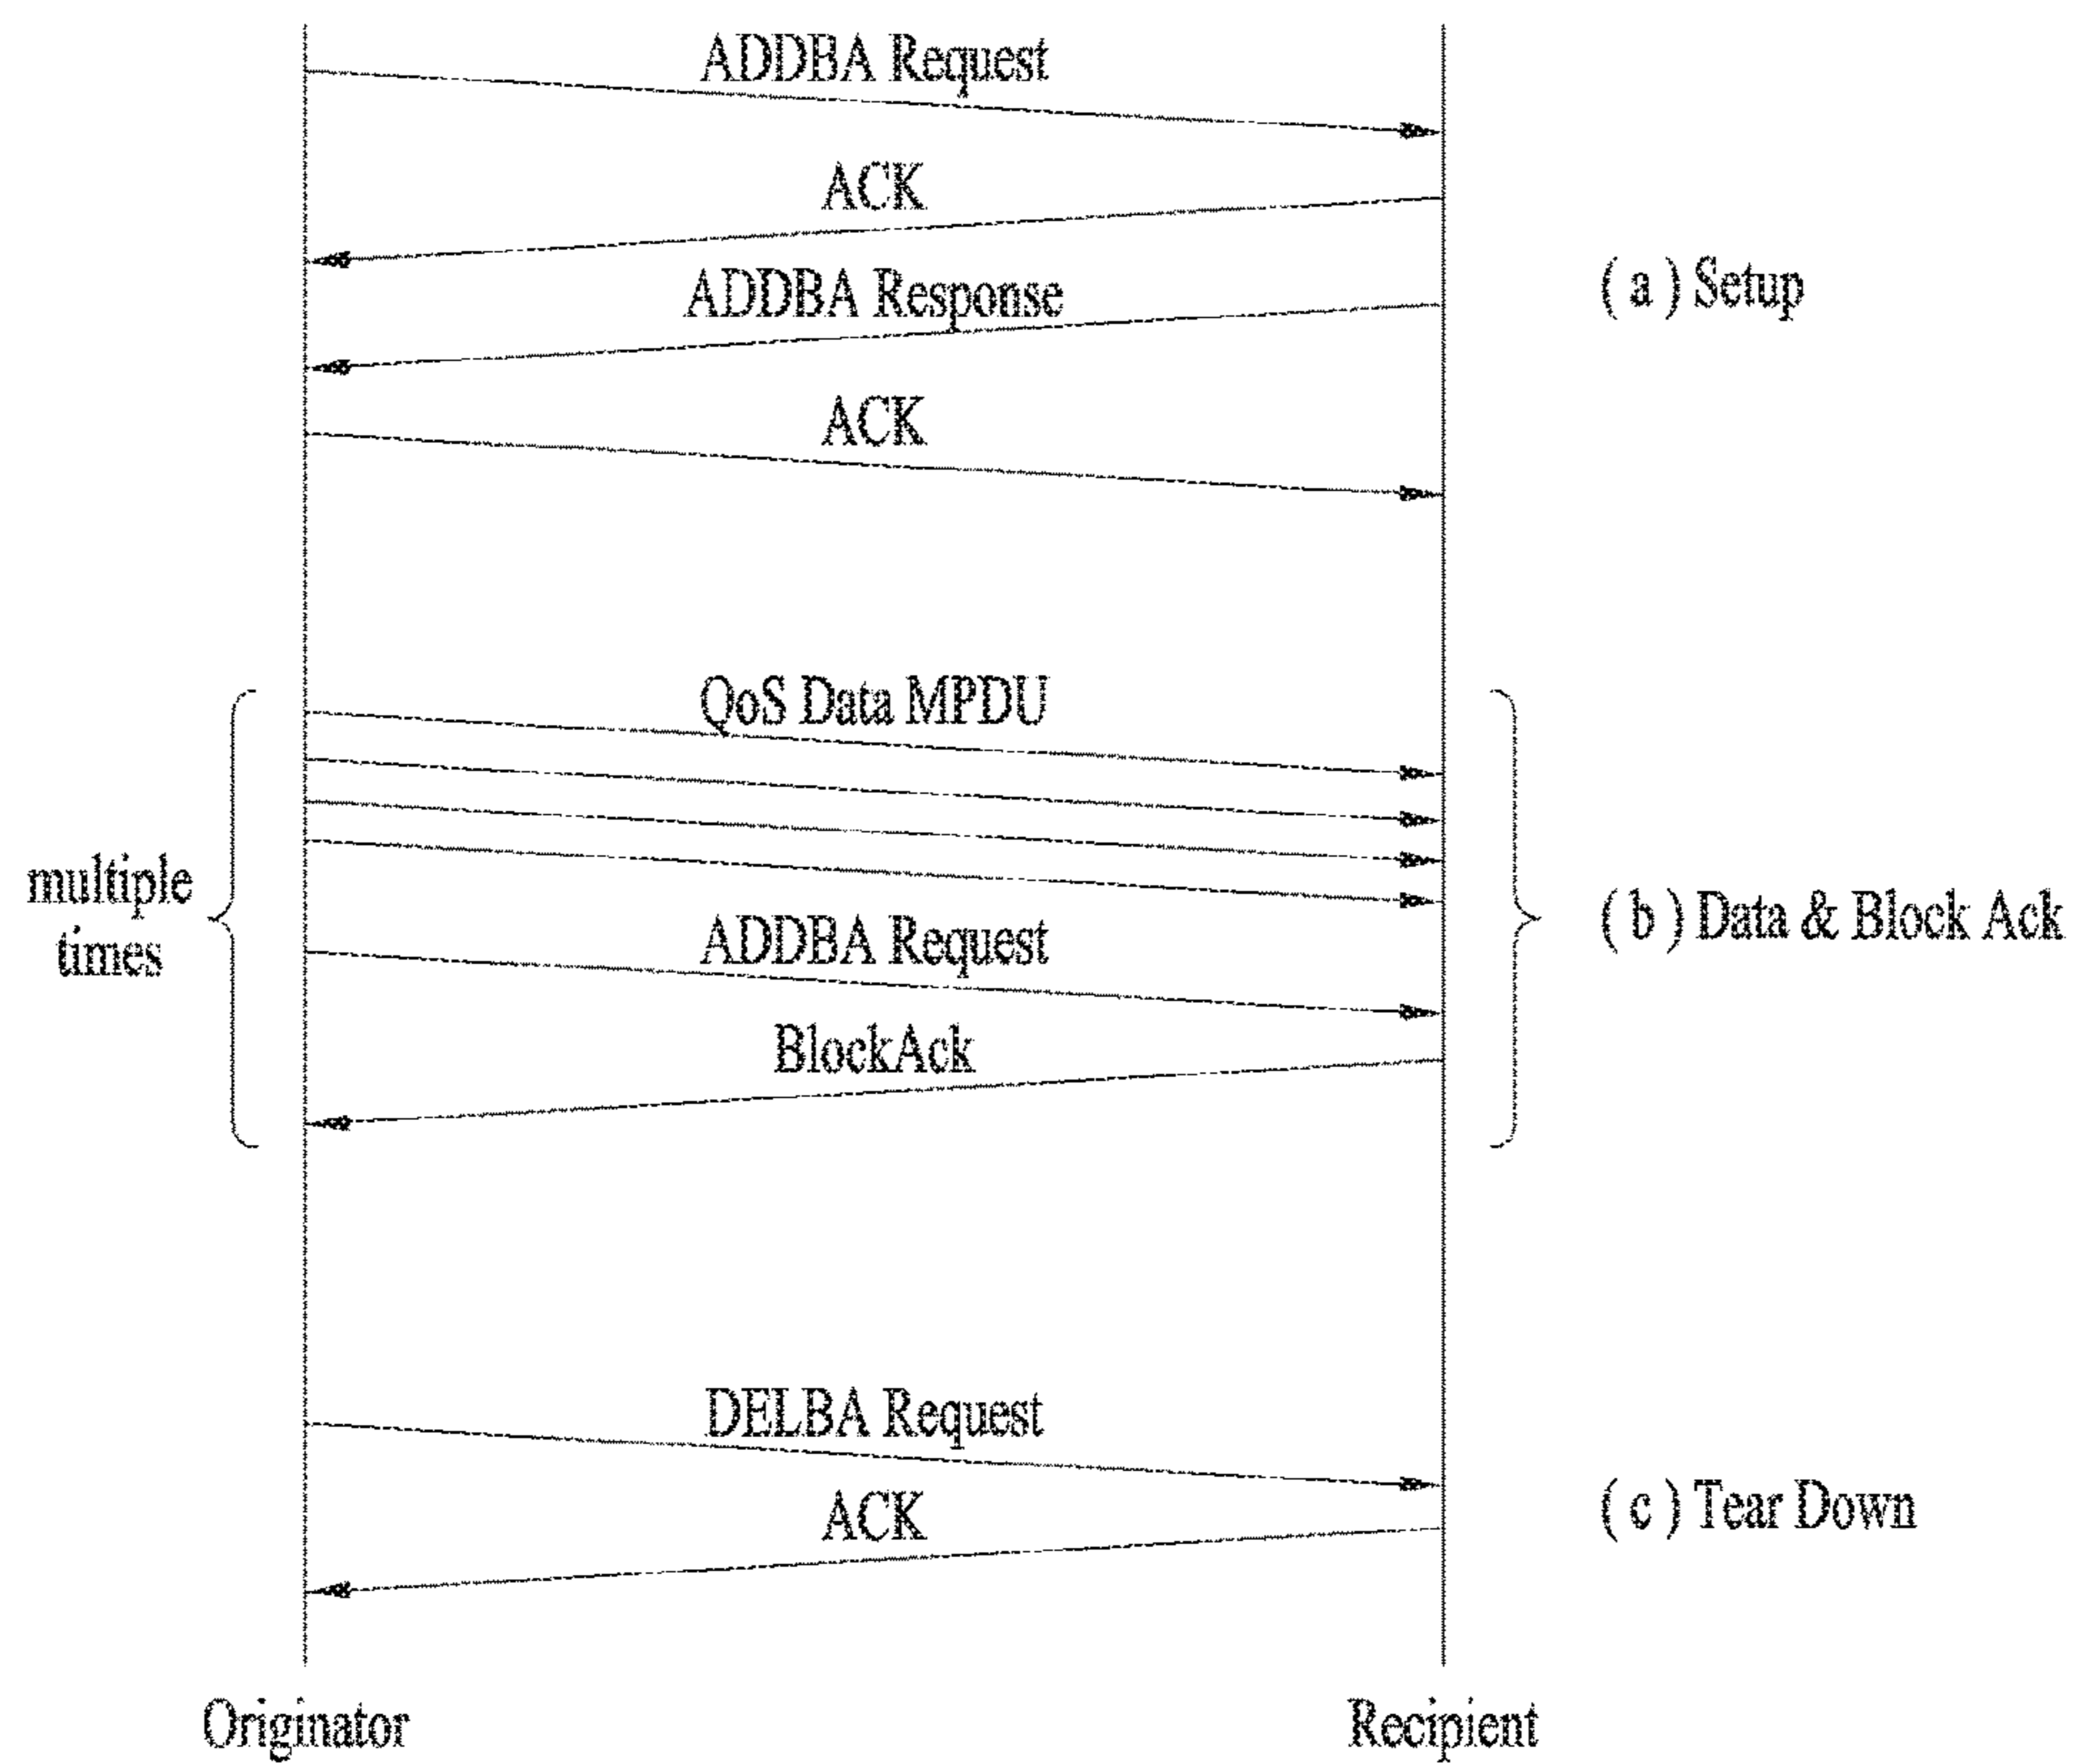 ADDBA Request
ACK
ADDBA Response
( a ) Setup
ACK
QoS Data MPDU
multiple
times
ADDBA Request
( b ) Data & Block Ack
BlockAck
DELBA Request
ACK
( c ) Tear Down
Originator
Recipient